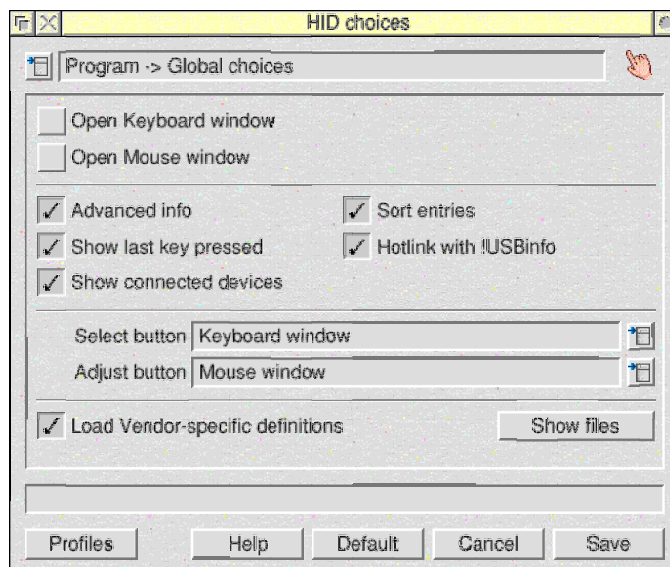 HID choices
Program -> Global choices
Open Keyboard window
Open Mouse window
Advanced info
Sort entries
Show last key pressed
Hotlink with !USBinfo
Show connected devices
Select button Keyboard window
Adjust button Mouse window
Load Vendor-specific definitions
Show files
Profiles Help Default Cancel Save